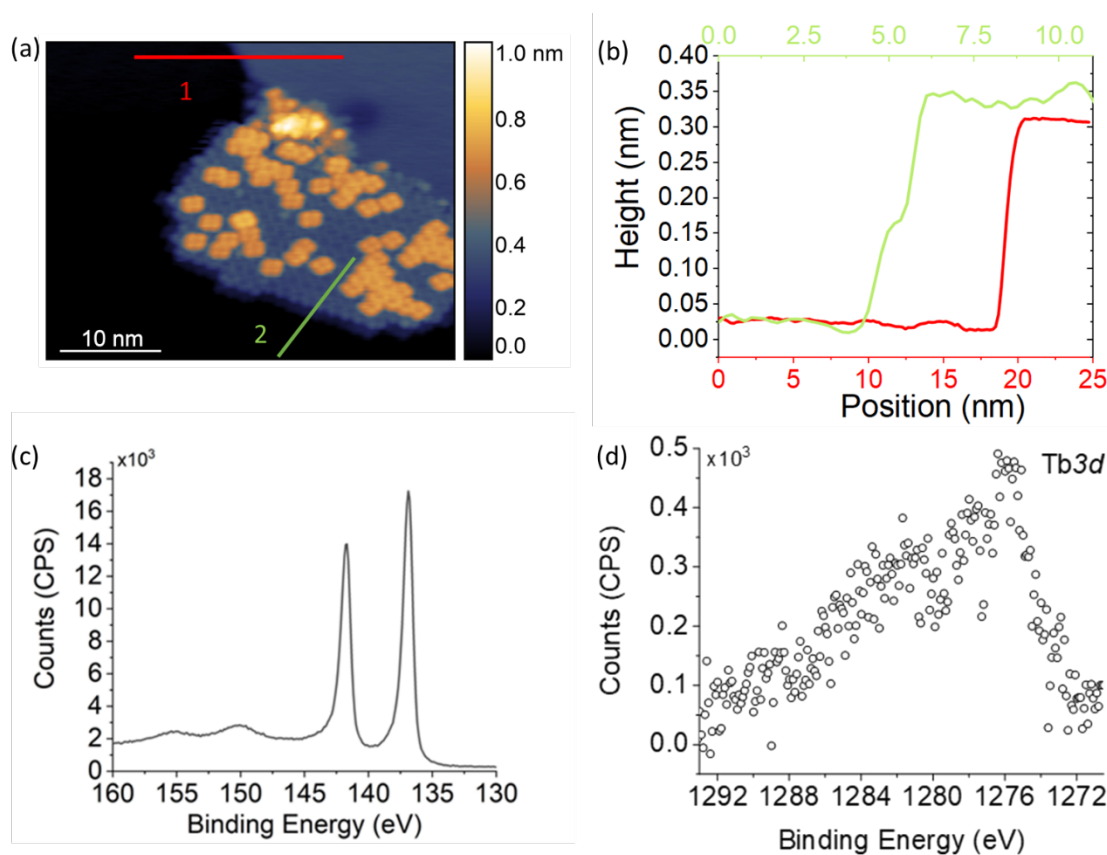 (a)
1
2
10 nm
1.0 nm
0.8
0.6
0.4
0.2
0.0
(b)
0.0 2.5 5.0 7.5 10.0
0.40
0.35
0.30
0.25
0.20
0.15
0.10
0.05
0.00
Height (nm)
0 5 10 15 20 25
Position (nm)
(c)
x10³
18
16
14
12
10
8
6
4
2
0
Counts (CPS)
160 155 150 145 140 135 130
Binding Energy (eV)
(d)
x10³
Tb3d
0.5
0.4
0.3
0.2
0.1
0.0
Counts (CPS)
1292 1288 1284 1280 1276 1272
Binding Energy (eV)